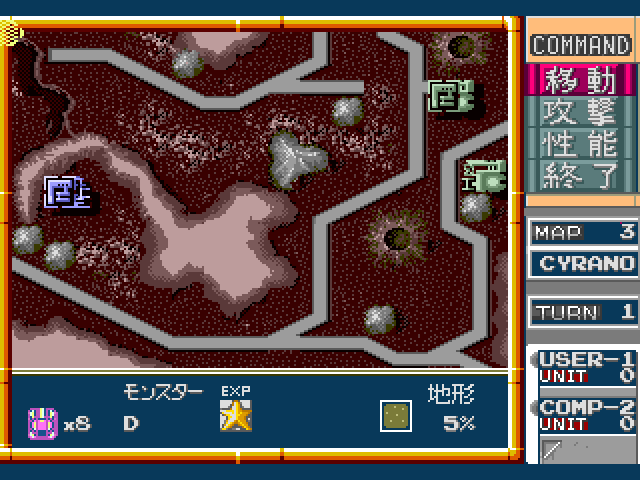 COMMAND
移動
攻撃
性能
終了
MAP 3
CYRANO
TURN 1
USER-1
UNIT 0
COMP-2
UNIT 0
モンスター EXP 地形
x8 D 5%